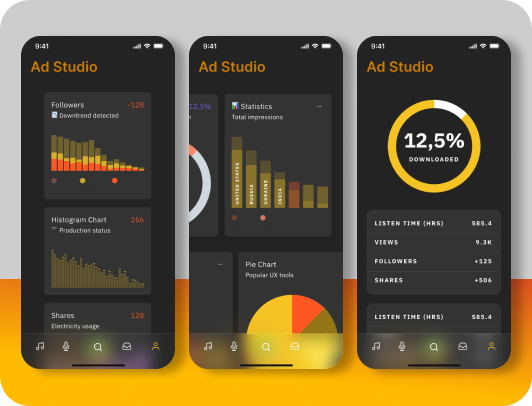 9:41
Ad Studio
Followers
-128
Downtrend detected
Histogram Chart
256
Production status
Shares
128
Electricity usage
9:41
Ad Studio
12,5%
Statistics
Total impressions
UNITED STATES
RUSSIA
UKRAINE
INDIA
Pie Chart
Popular UX tools
9:41
Ad Studio
12,5%
DOWNLOADED
LISTEN TIME (HRS) 585.4
VIEWS 9.3K
FOLLOWERS +125
SHARES +506
LISTEN TIME (HRS) 585.4